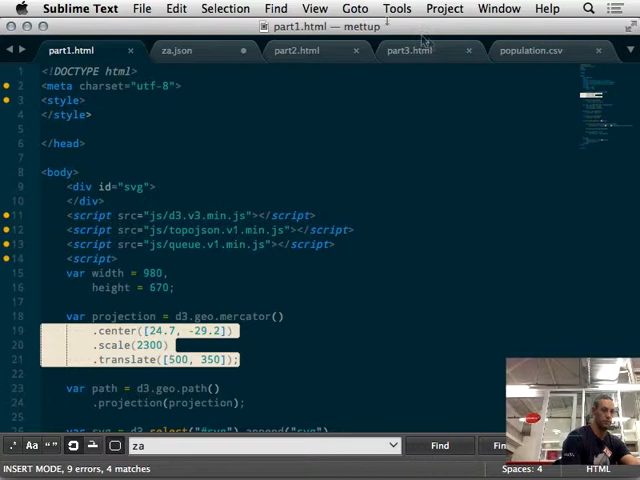 Sublime Text File Edit Selection Find View Goto Tools Project Window Help
part1.html — mettup
part1.html za.json part2.html part3.html population.csv
1 <!DOCTYPE html>
2 <meta charset="utf-8">
3 <style>
4 </style>
5
6 </head>
7
8 <body>
9 <div id="svg">
10 </div>
11 <script src="js/d3.v3.min.js"></script>
12 <script src="js/topojson.v1.min.js"></script>
13 <script src="js/queue.v1.min.js"></script>
14 <script>
15 var width = 980,
16 height = 670;
17
18 var projection = d3.geo.mercator()
19 .center([24.7, -29.2])
20 .scale(2300)
21 .translate([500, 350]);
22
23 var path = d3.geo.path()
24 .projection(projection);
25
26 var svg = d3.select("#svg").append("svg")
.* Aa “” za Find Fin
INSERT MODE, 9 errors, 4 matches Spaces: 4 HTML